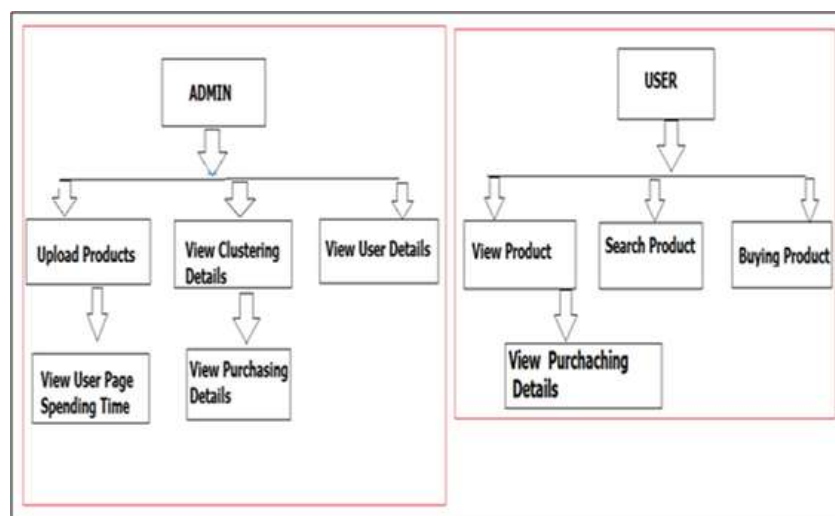 ADMIN
USER
Upload Products
View Clustering
Details
View User Details
View Product
Search Product
Buying Product
View User Page
Spending Time
View Purchasing
Details
View Purchaching
Details